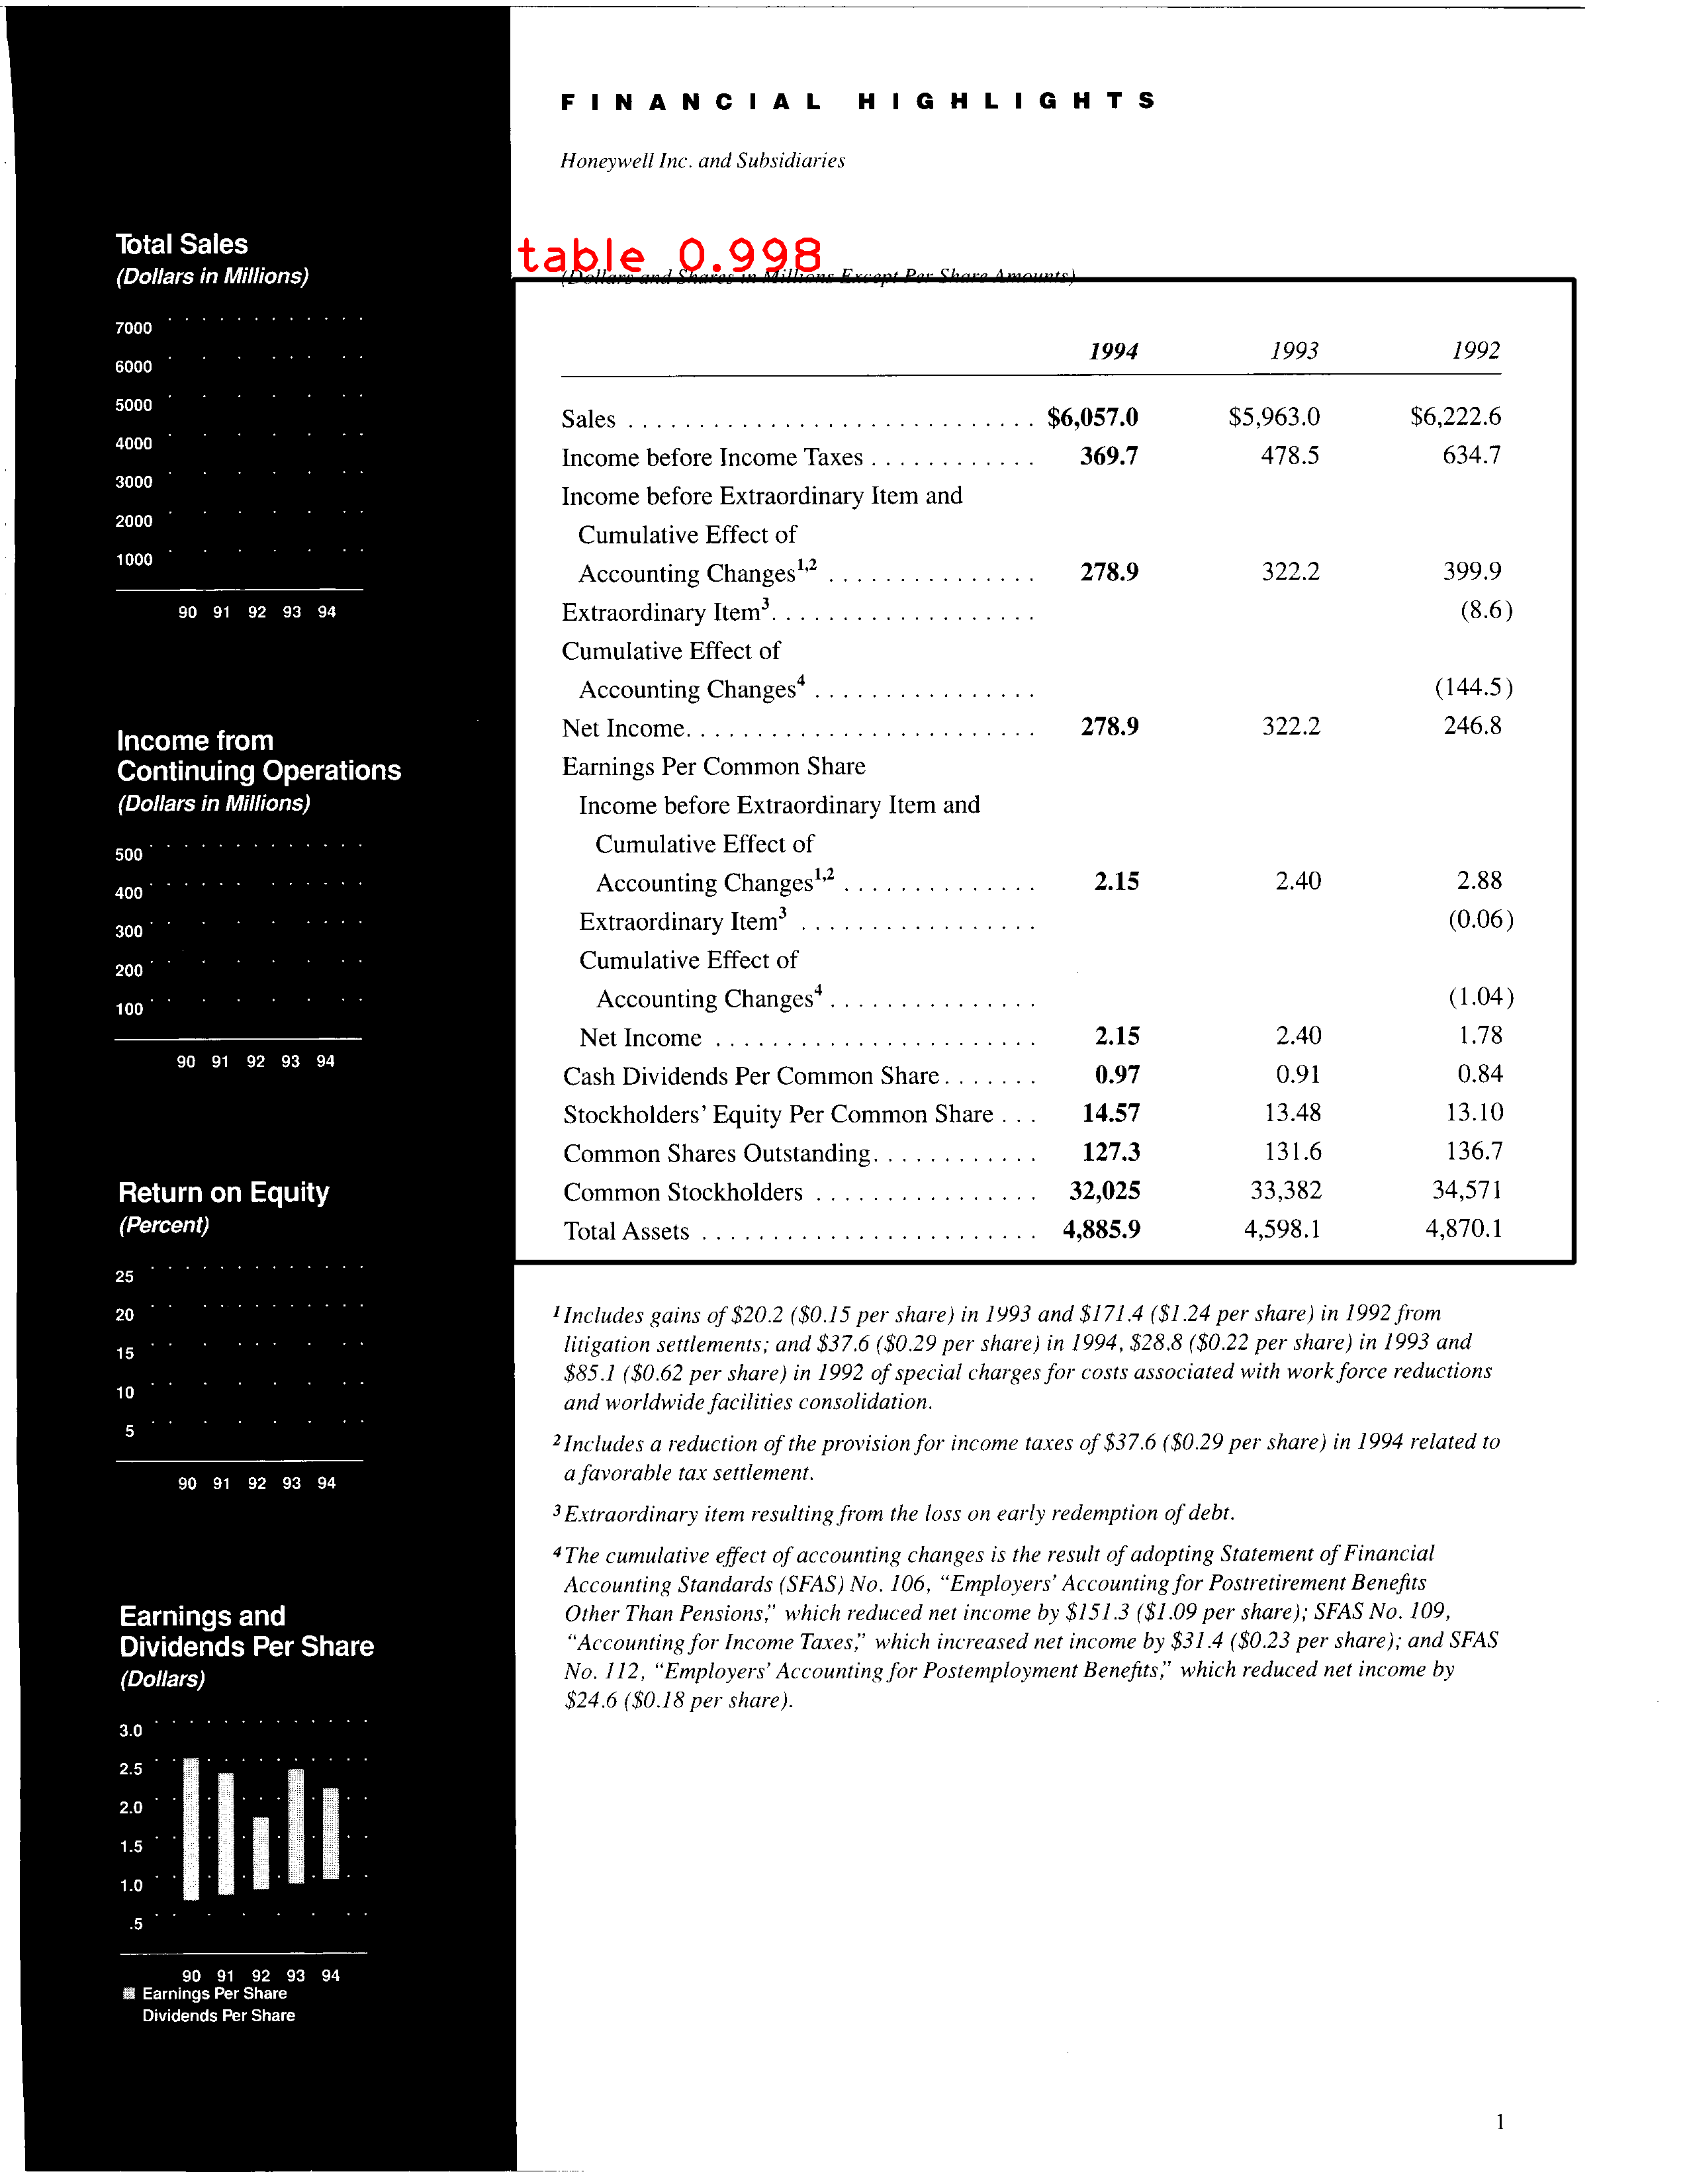 FINANCIAL HIGHLIGHTS
Honeywell Inc. and Subsidiaries
Total Sales
(Dollars in Millions)
7000
6000
5000
4000
3000
2000
1000
90 91 92 93 94
Income from
Continuing Operations
(Dollars in Millions)
500
400
300
200
100
90 91 92 93 94
Return on Equity
(Percent)
25
20
15
10
5
90 91 92 93 94
Earnings and
Dividends Per Share
(Dollars)
3.0
2.5
2.0
1.5
1.0
.5
90 91 92 93 94
Earnings Per Share
Dividends Per Share
table 0.998
(Dollars and Shares in Millions Except Per Share Amounts)
1994 1993 1992
Sales . . . . . . . . . . . . . . . . . . . . . . . . . . . . . $6,057.0 $5,963.0 $6,222.6
Income before Income Taxes . . . . . . . . . . . . 369.7 478.5 634.7
Income before Extraordinary Item and
Cumulative Effect of
Accounting Changes1,2 . . . . . . . . . . . . . . . 278.9 322.2 399.9
Extraordinary Item3. . . . . . . . . . . . . . . . . . . (8.6)
Cumulative Effect of
Accounting Changes4 . . . . . . . . . . . . . . . . (144.5)
Net Income. . . . . . . . . . . . . . . . . . . . . . . . . 278.9 322.2 246.8
Earnings Per Common Share
Income before Extraordinary Item and
Cumulative Effect of
Accounting Changes1,2 . . . . . . . . . . . . . . 2.15 2.40 2.88
Extraordinary Item3 . . . . . . . . . . . . . . . . . (0.06)
Cumulative Effect of
Accounting Changes4 . . . . . . . . . . . . . . . (1.04)
Net Income . . . . . . . . . . . . . . . . . . . . . . . 2.15 2.40 1.78
Cash Dividends Per Common Share. . . . . . . 0.97 0.91 0.84
Stockholders' Equity Per Common Share . . . 14.57 13.48 13.10
Common Shares Outstanding. . . . . . . . . . . . 127.3 131.6 136.7
Common Stockholders . . . . . . . . . . . . . . . . 32,025 33,382 34,571
Total Assets . . . . . . . . . . . . . . . . . . . . . . . . 4,885.9 4,598.1 4,870.1
1 Includes gains of $20.2 ($0.15 per share) in 1993 and $171.4 ($1.24 per share) in 1992 from
litigation settlements; and $37.6 ($0.29 per share) in 1994, $28.8 ($0.22 per share) in 1993 and
$85.1 ($0.62 per share) in 1992 of special charges for costs associated with work force reductions
and worldwide facilities consolidation.
2 Includes a reduction of the provision for income taxes of $37.6 ($0.29 per share) in 1994 related to
a favorable tax settlement.
3 Extraordinary item resulting from the loss on early redemption of debt.
4 The cumulative effect of accounting changes is the result of adopting Statement of Financial
Accounting Standards (SFAS) No. 106, "Employers' Accounting for Postretirement Benefits
Other Than Pensions," which reduced net income by $151.3 ($1.09 per share); SFAS No. 109,
"Accounting for Income Taxes," which increased net income by $31.4 ($0.23 per share); and SFAS
No. 112, "Employers' Accounting for Postemployment Benefits," which reduced net income by
$24.6 ($0.18 per share).
1